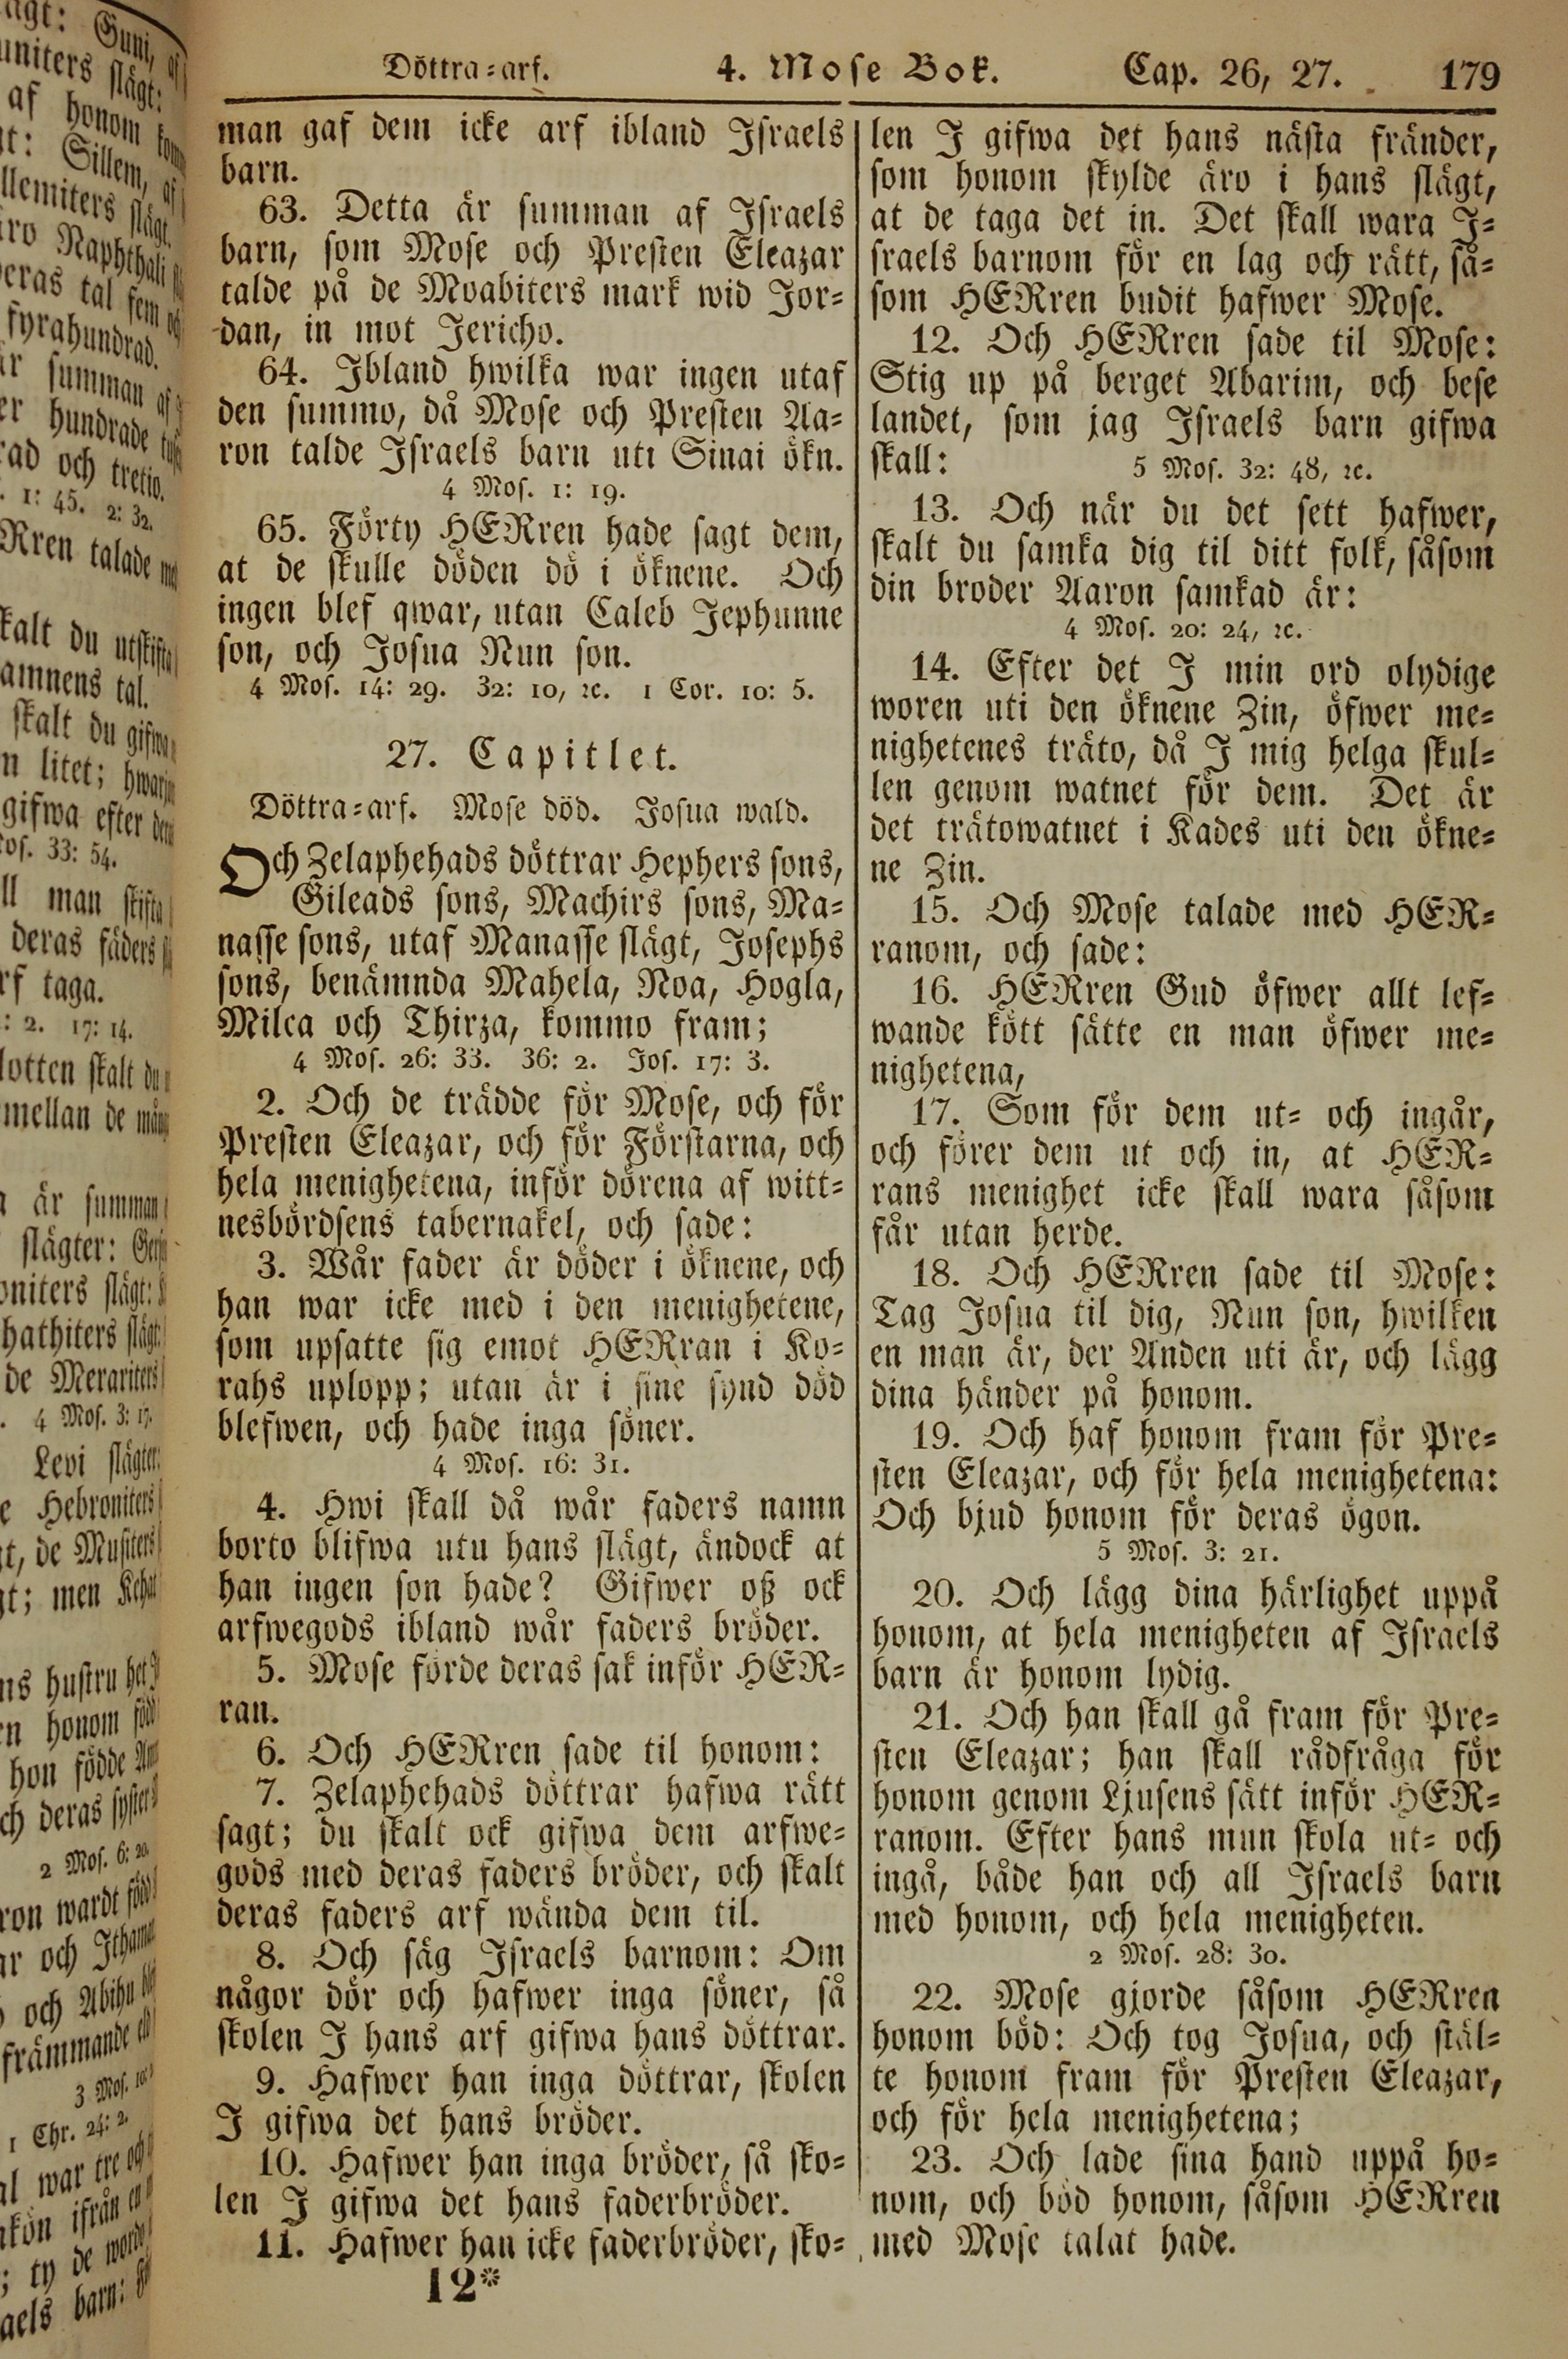 Döttra=arf. 4. Mose Bok. Cap. 26, 27. 179
man gaf dem icke arf ibland Israels
barn.
63. Detta är summan af Israels
barn, som Mose och Presten Eleazar
talde på de Moabiters mark wid Jor=
dan, in mot Jericho.
64. Ibland hwilka war ingen utaf
den summo, då Mose och Presten Aa=
ron talde Israels barn uti Sinai ökn.
4 Mos. 1: 19.
65. Förty HERren hade sagt dem,
at de skulle döden dö i öknene. Och
ingen blef qwar, utan Caleb Jephunne
son, och Josua Nun son.
4 Mos. 14: 29. 32: 10, ꝛc. 1 Cor. 10: 5.
27. Capitlet.
Döttra=arf. Mose död. Josua wald.
Och Zelaphehads döttrar Hephers sons,
Gileads sons, Machirs sons, Ma=
nasse sons, utaf Manasse slägt, Josephs
sons, benämnda Mahela, Noa, Hogla,
Milca och Thirza, kommo fram;
4 Mos. 26: 33. 36: 2. Jos. 17: 3.
2. Och de trädde för Mose, och för
Presten Eleazar, och för Förstarna, och
hela menighetena, inför dörena af witt=
nesbördsens tabernakel, och sade:
3. Wår fader är döder i öknene, och
han war icke med i den menighetene,
som upsatte sig emot HERran i Ko=
rahs uplopp; utan är i sine synd död
blefwen, och hade inga söner.
4 Mos. 16: 31.
4. Hwi skall då wår faders namn
borto blifwa utu hans slägt, ändock at
han ingen son hade? Gifwer oß ock
arfwegods ibland wår faders bröder.
5. Mose förde deras sak inför HER=
ran.
6. Och HERren sade til honom:
7. Zelaphehads döttrar hafwa rätt
sagt; du skalt ock gifwa dem arfwe=
gods med deras faders bröder, och skalt
deras faders arf wända dem til.
8. Och säg Israels barnom: Om
någor dör och hafwer inga söner, så
skolen I hans arf gifwa hans döttrar.
9. Hafwer han inga döttrar, skolen
I gifwa det hans bröder.
10. Hafwer han inga bröder, så sko=
len I gifwa det hans faderbröder.
11. Hafwer han icke faderbröder, sko=
12*
len I gifwa det hans nästa fränder,
som honom skylde äro i hans slägt,
at de taga det in. Det skall wara I=
sraels barnom för en lag och rätt, så=
som HERren budit hafwer Mose.
12. Och HERren sade til Mose:
Stig up på berget Abarim, och bese
landet, som jag Israels barn gifwa
skall: 5 Mos. 32: 48, ꝛc.
13. Och när du det sett hafwer,
skalt du samka dig til ditt folk, såsom
din broder Aaron samkad är:
4 Mos. 20: 24, ꝛc.
14. Efter det I min ord olydige
woren uti den öknene Zin, öfwer me=
nighetenes träto, då I mig helga skul=
len genom watnet för dem. Det är
det trätowatnet i Kades uti den ökne=
ne Zin.
15. Och Mose talade med HER=
ranom, och sade:
16. HERren Gud öfwer allt lef=
wande kött sätte en man öfwer me=
nighetena,
17. Som för dem ut= och ingår,
och förer dem ut och in, at HER=
rans menighet icke skall wara såsom
får utan herde.
18. Och HERren sade til Mose:
Tag Josua til dig, Nun son, hwilken
en man är, der Anden uti är, och lägg
dina händer på honom.
19. Och haf honom fram för Pre=
sten Eleazar, och för hela menighetena:
Och bjud honom för deras ögon.
5 Mos. 3: 21.
20. Och lägg dina härlighet uppå
honom, at hela menigheten af Israels
barn är honom lydig.
21. Och han skall gå fram för Pre=
sten Eleazar; han skall rådfråga för
honom genom Ljusens sätt inför HER=
ranom. Efter hans mun skola ut= och
ingå, både han och all Israels barn
med honom, och hela menigheten.
2 Mos. 28: 30.
22. Mose gjorde såsom HERren
honom böd: Och tog Josua, och stäl=
te honom fram för Presten Eleazar,
och för hela menighetena;
23. Och lade sina hand uppå ho=
nom, och böd honom, såsom HERren
med Mose talat hade.